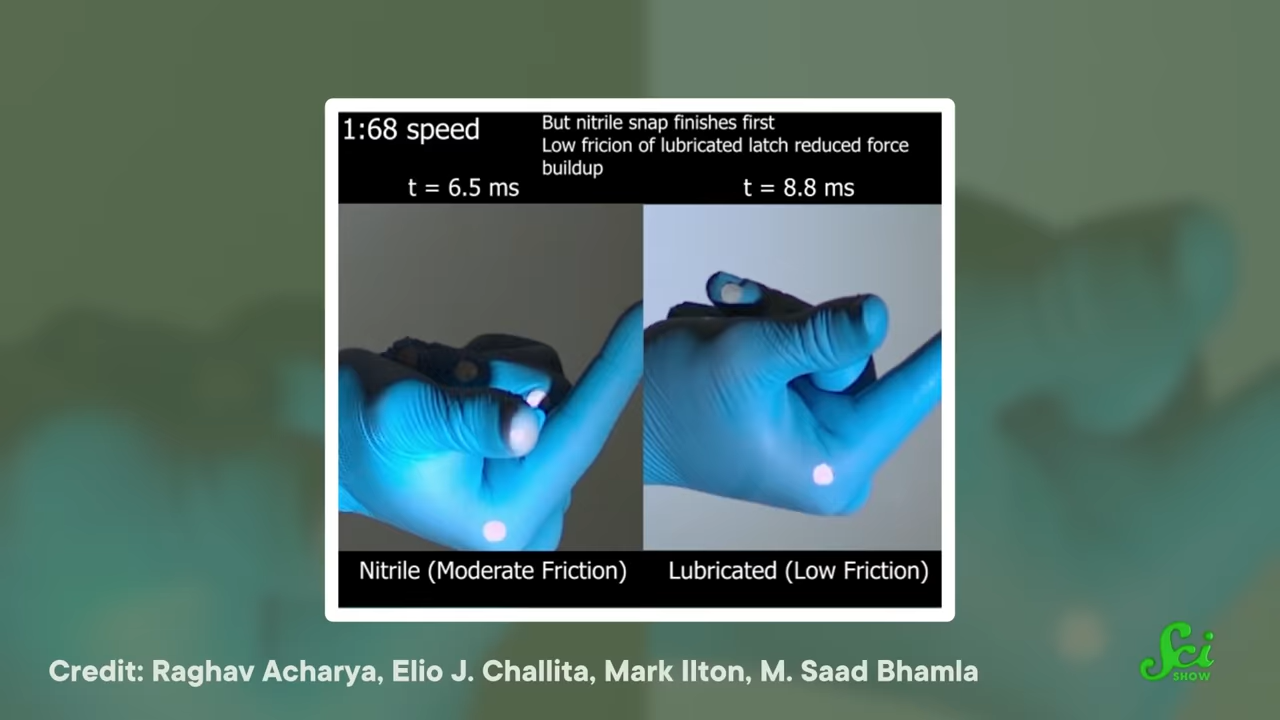 1:68 speed
But nitrile snap finishes first
Low fricion of lubricated latch reduced force
buildup
t = 6.5 ms
t = 8.8 ms
Nitrile (Moderate Friction)
Lubricated (Low Friction)
Credit: Raghav Acharya, Elio J. Challita, Mark Ilton, M. Saad Bhamla
Sci
SHOW